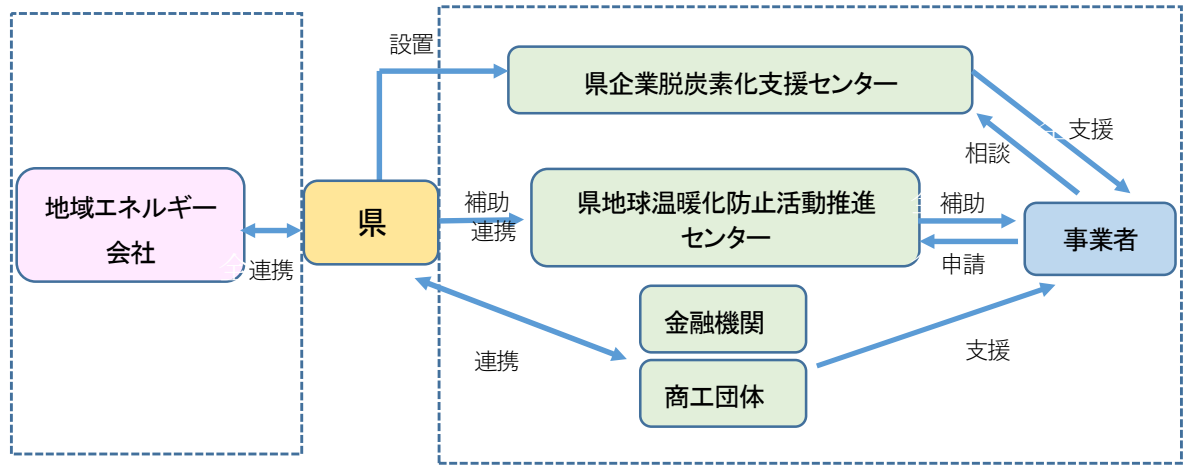 設置
県企業脱炭素化支援センター
支援
相談
地域エネルギー
会社
連携
県
補助
連携
県地球温暖化防止活動推進
センター
補助
申請
事業者
金融機関
商工団体
連携
支援